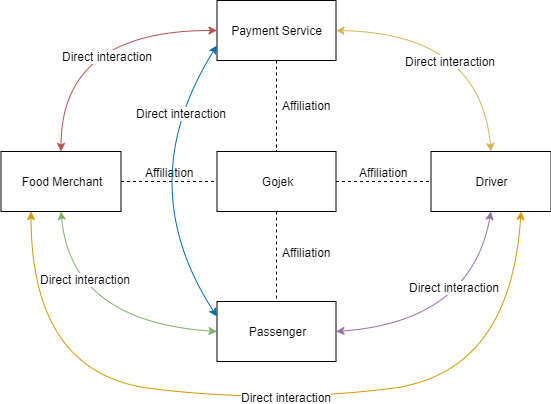 Payment Service
Direct interaction
Direct interaction
Affiliation
Direct interaction
Food Merchant
Affiliation
Gojek
Affiliation
Driver
Affiliation
Direct interaction
Direct interaction
Passenger
Direct interaction